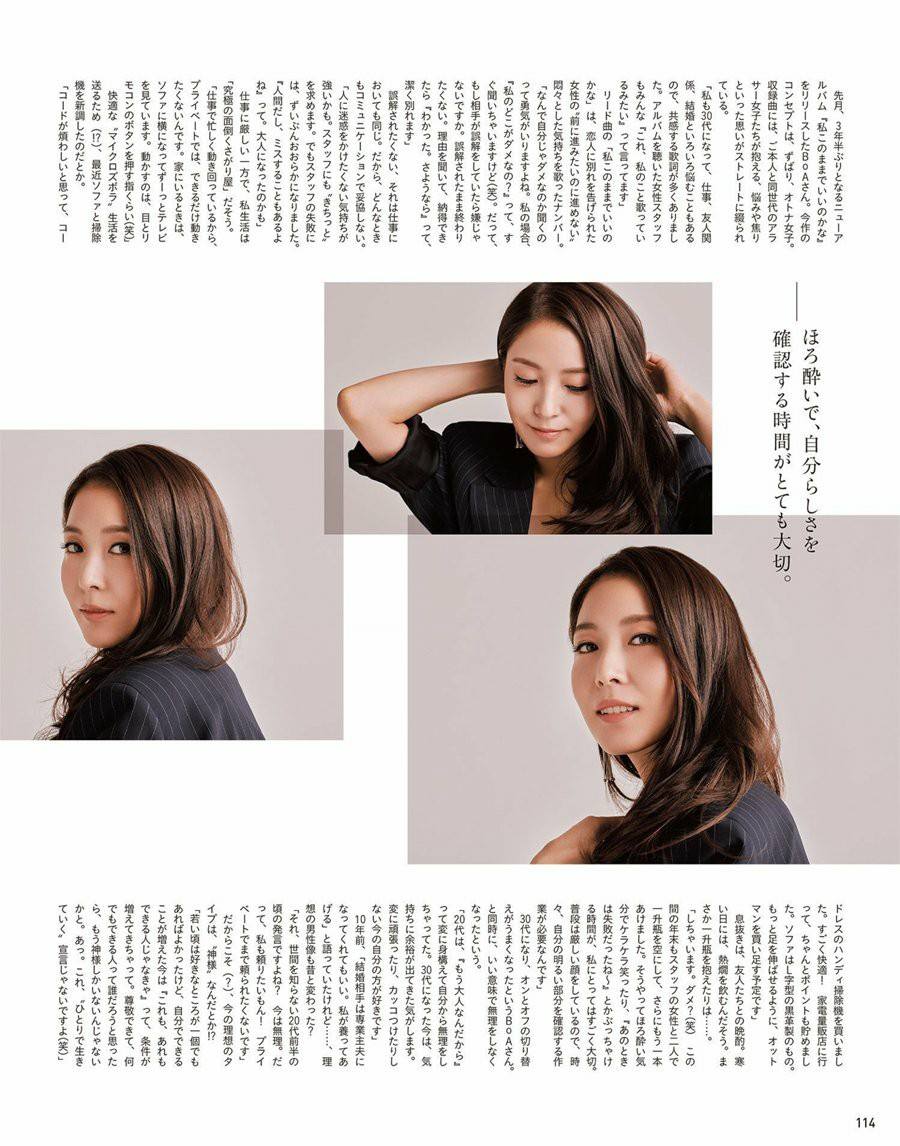 先月、3年半ぶりとなるニューア
ルバム『私このままでいいのかな』
をリリースしたBoAさん。今作の
コンセプトは、ずばり、オトナ女子。
収録曲には、ご本人と同世代のアラ
サー女子たちが抱える、悩みや焦り
といった思いがストレートに綴られ
ている。
「私も30代になって、仕事、友人関
係、結婚といろいろ悩むこともある
ので、共感する歌詞が多くありまし
た。アルバムを聴いた女性スタッフ
もみんな『これ、私のこと歌ってい
るみたい』って言ってます」
リード曲の「私このままでいいの
かな」は、恋人に別れを告げられた
女性の“前に進みたいのに進めない”
悶々とした気持ちを歌ったナンバー。
「なんで自分じゃダメなのか聞くの
って勇気がいりますよね。私の場合、
『私のどこがダメなの?』って、す
ぐ聞いちゃいますけど(笑)。だって、
もし相手が誤解をしていたら嫌じゃ
ないですか。誤解されたまま終わり
たくない。理由を聞いて、納得でき
たら『わかった。さようなら』って、
潔く別れます」
誤解されたくない、それは仕事に
おいても同じ。だから、どんなとき
もコミュニケーションで妥協しない。
「人に迷惑をかけたくない気持ちが
強いかも。スタッフにも“きちっと”
を求めます。でもスタッフの失敗に
は、ずいぶんおおらかになりました。
『人間だし、ミスすることもあるよ
ね』って。大人になったのかも」
仕事に厳しい一方で、私生活は
“究極の面倒くさがり屋”だそう。
「仕事で忙しく動き回っているから、
プライベートでは、できるだけ動き
たくないんです。家にいるときは、
ソファに横になってずーっとテレビ
を見ています。動かすのは、目とリ
モコンのボタンを押す指くらい(笑)」
快適な“マイクロズボラ”生活を
送るため(?)、最近ソファと掃除
機を新調したのだとか。
「コードが煩わしいと思って、コー
ほろ酔いで、自分らしさを
確認する時間がとても大切。
ドレスのハンディ掃除機を買いまし
た。すごく快適! 家電量販店に行
って、ちゃんとポイントも貯めまし
た。ソファはL字型の黒革製のもの。
もっと足を伸ばせるように、オット
マンを買い足す予定です」
息抜きは、友人たちとの晩酌。寒
い日には、熱燗を飲むんだそう。ま
さか一升瓶を抱えたりは……。
「しちゃいます。ダメ?(笑) この
間の年末もスタッフの女性と二人で
一升瓶を空にして、さらにもう一本
あけました。そうやってほろ酔い気
分でケラケラ笑ったり、『あのとき
は失敗だったね〜』とかぶっちゃけ
る時間が、私にとってはすごく大切。
普段は厳しい顔をしているので、時
々、自分の明るい部分を確認する作
業が必要なんです」
30代になり、オンとオフの切り替
えがうまくなったというBoAさん。
と同時に、いい意味で無理をしなく
なったという。
「20代は、『もう大人なんだから』
って変に身構えて自分から無理をし
ちゃってた。30代になった今は、気
持ちに余裕が出てきた気がします。
変に頑張ったり、カッコつけたりし
ない今の自分の方が好きです」
10年前、「結婚相手は専業主夫に
なってくれてもいい。私が養ってあ
げる」と語っていたけれど……、理
想の男性像も昔と変わった?
「それ、世間を知らない20代前半の
頃の発言ですよね? 今は無理。だ
って、私も頼りたいもん! プライ
ベートでまで頼られたくないです」
だからこそ(?)、今の理想のタ
イプは、“神様”なんだとか!?
「若い頃は好きなところが一個でも
あればよかったけど、自分でできる
ことが増えた今は『これも、あれも
できる人じゃなきゃ』って、条件が
増えてきちゃって。尊敬できて、何
でもできる人って誰だろうと思った
ら、もう神様しかいないんじゃない
かと。あっ、これ、“ひとりで生き
ていく”宣言じゃないですよ(笑)」
114